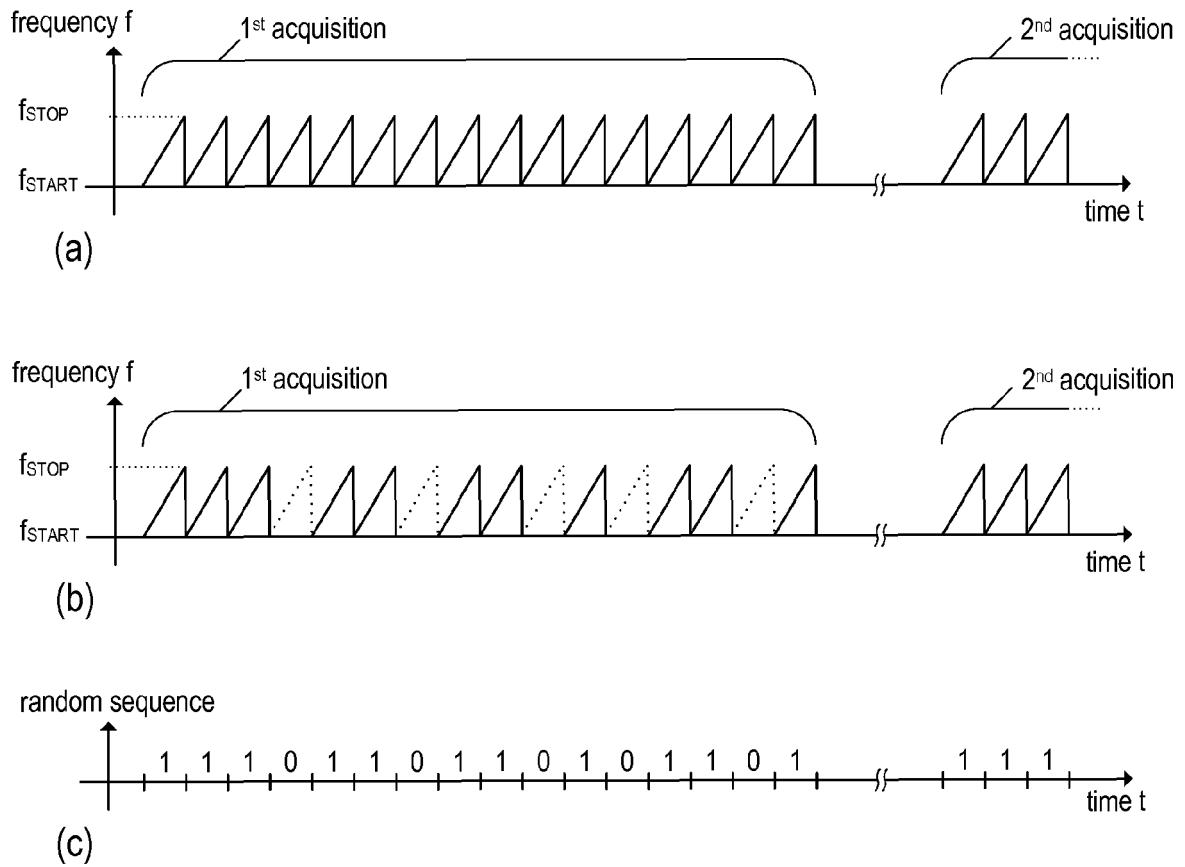 frequency f
1st acquisition
2nd acquisition
fSTOP
fSTART
time t
(a)
frequency f
1st acquisition
2nd acquisition
fSTOP
fSTART
time t
(b)
random sequence
1 1 1 0 1 1 0 1 1 0 1 0 1 1 0 1 1 1 1
time t
(c)